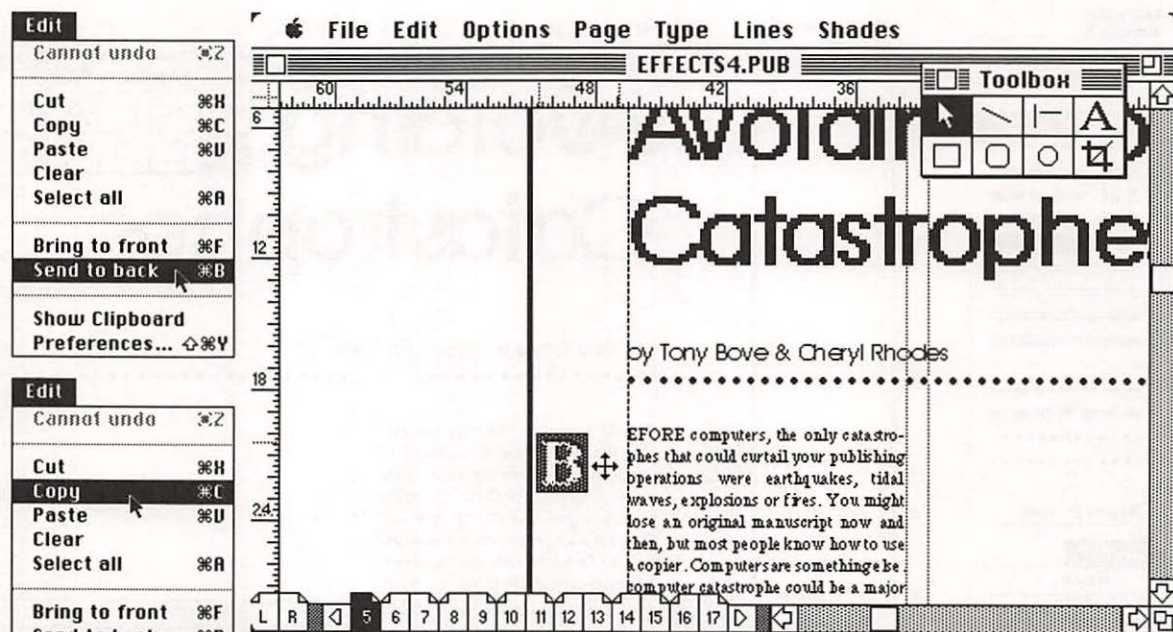 Edit
Cannot undo ⌘Z
Cut ⌘X
Copy ⌘C
Paste ⌘V
Clear
Select all ⌘A
Bring to front ⌘F
Send to back ⌘B
Show Clipboard
Preferences... ⇧⌘Y
Edit
Cannot undo ⌘Z
Cut ⌘X
Copy ⌘C
Paste ⌘V
Clear
Select all ⌘A
Bring to front ⌘F
File Edit Options Page Type Lines Shades
EFFECTS4.PUB
Toolbox
A
60 54 48 42 36
6
12
18
24
Catastrophe
by Tony Bove & Cheryl Rhodes
B
EFORE computers, the only catastro-
phes that could curtail your publishing
operations were earthquakes, tidal
waves, explosions or fires. You might
lose an original manuscript now and
then, but most people know how to use
a copier. Computers are something else
computer catastrophe could be a major
L R 5 6 7 8 9 10 11 12 13 14 15 16 17